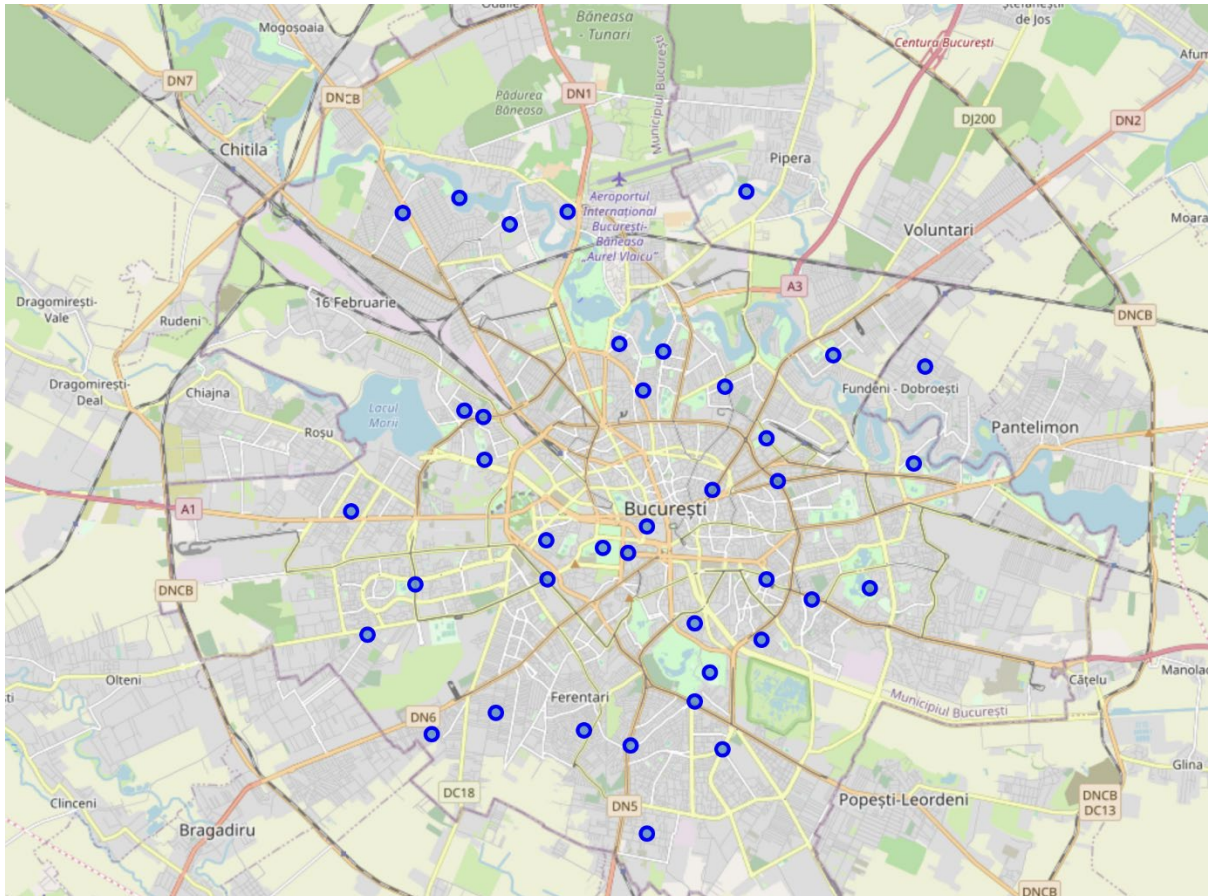 Odăile
Băneasa
- Tunari
Ștefăneștii
de Jos
Mogoșoaia
Centura București
Afum
DN7
DNCB
Pădurea
Băneasa
DN1
Municipiul București
DJ200
DN2
Chitila
Pipera
Aeroportul
Internațional
București-
Băneasa
„Aurel Vlaicu”
Moara
Voluntari
16 Februarie
A3
Dragomirești-
Vale
Rudeni
DNCB
Dragomirești-
Deal
Chiajna
Fundeni - Dobroești
Lacul
Morii
Roșu
Pantelimon
A1
București
DNCB
Olteni
Cățelu
Manolac
Ferentari
Municipiul București
DN6
Glina
DC18
DN5
Popești-Leordeni
DNCB
DC13
Clinceni
Bragadiru
DNCB